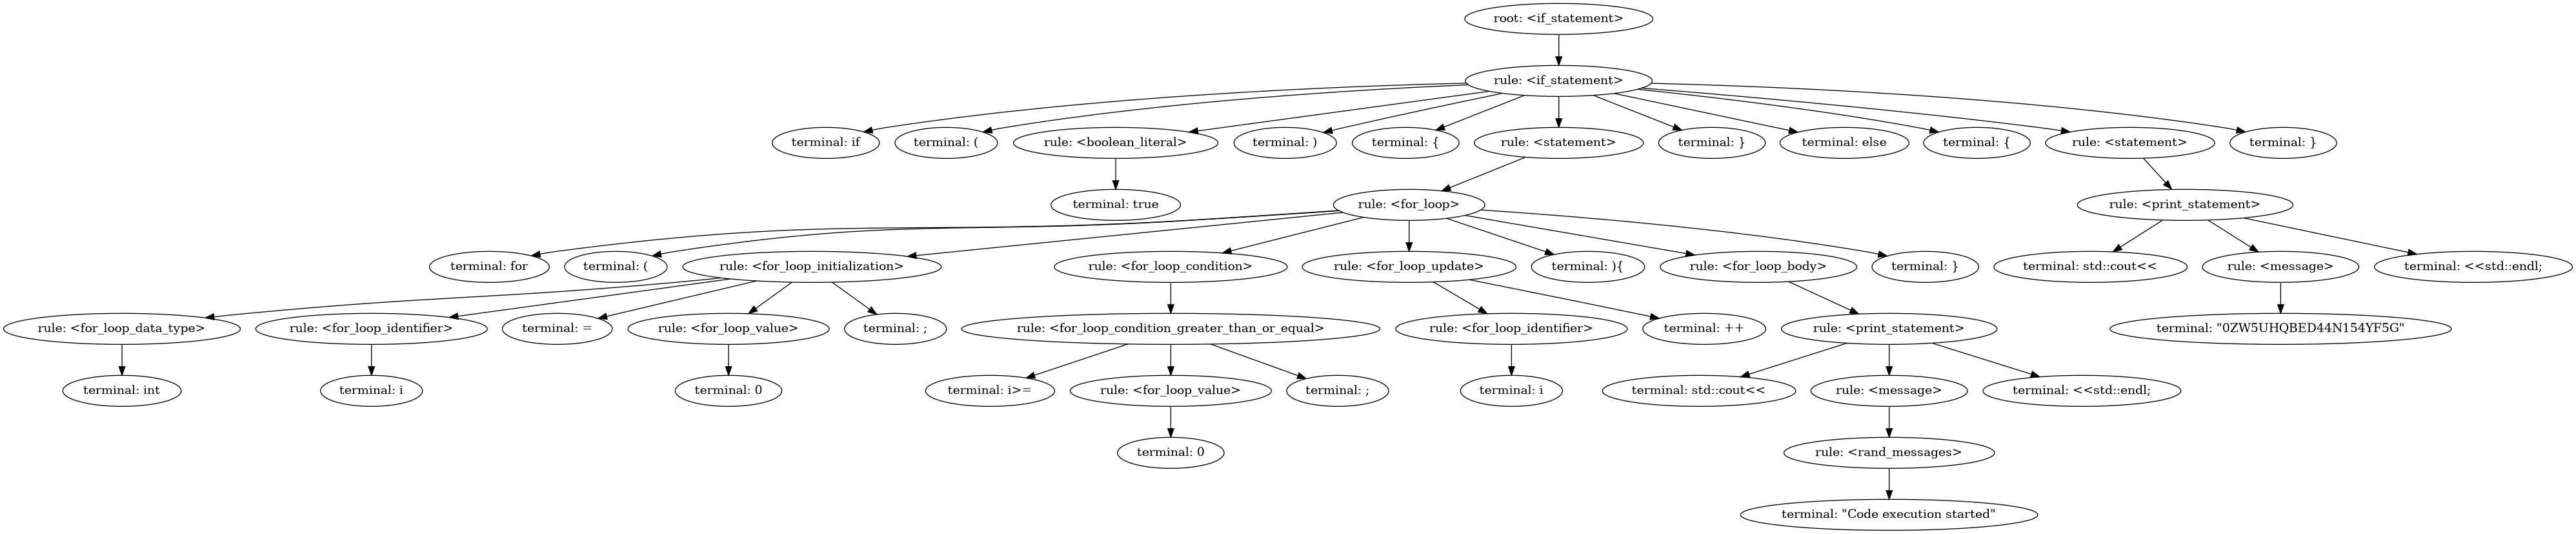 root: <if_statement>
rule: <if_statement>
terminal: if
terminal: (
rule: <boolean_literal>
terminal: )
terminal: {
rule: <statement>
terminal: }
terminal: else
terminal: {
rule: <statement>
terminal: }
terminal: true
rule: <for_loop>
rule: <print_statement>
terminal: for
terminal: (
rule: <for_loop_initialization>
rule: <for_loop_condition>
rule: <for_loop_update>
terminal: ){
rule: <for_loop_body>
terminal: }
terminal: std::cout<<
rule: <message>
terminal: <<std::endl;
rule: <for_loop_data_type>
rule: <for_loop_identifier>
terminal: =
rule: <for_loop_value>
terminal: ;
rule: <for_loop_condition_greater_than_or_equal>
rule: <for_loop_identifier>
terminal: ++
rule: <print_statement>
terminal: "0ZW5UHQBED44N154YF5G"
terminal: int
terminal: i
terminal: 0
terminal: i>=
rule: <for_loop_value>
terminal: ;
terminal: i
terminal: std::cout<<
rule: <message>
terminal: <<std::endl;
terminal: 0
rule: <rand_messages>
terminal: "Code execution started"